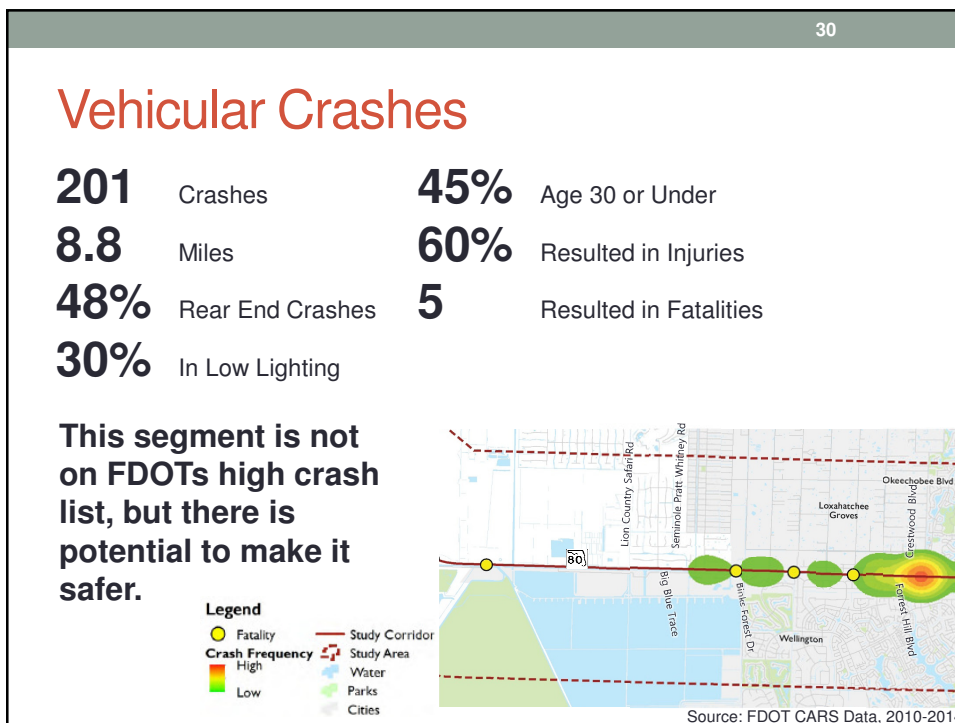 30
Vehicular Crashes
201 Crashes
8.8 Miles
48% Rear End Crashes
30% In Low Lighting
45% Age 30 or Under
60% Resulted in Injuries
5 Resulted in Fatalities
This segment is not
on FDOTs high crash
list, but there is
potential to make it
safer.
Legend
Fatality
Crash Frequency
High
Low
Study Corridor
Study Area
Water
Parks
Cities
Lion Country Safari Rd
Seminole Pratt Whitney Rd
Okeechobee Blvd
Loxahatchee
Groves
Crestwood Blvd
80
Big Blue Trace
Binks Forest Dr
Wellington
Forrest Hill Blvd
Source: FDOT CARS Data, 2010-201